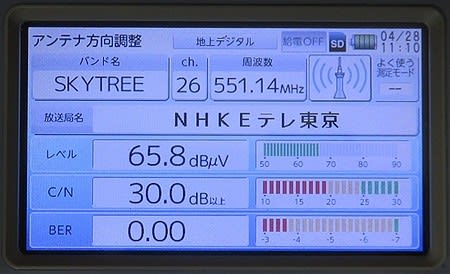 アンテナ方向調整 地上デジタル 給電OFF SD 04/28 11:10
バンド名 ch. 周波数 よく使う 測定モード
SKYTREE 26 551.14MHz --
放送局名 NHKEテレ東京
レベル 65.8dBμV 50 60 70 80 90
C/N 30.0dB以上 10 15 20 25 30
BER 0.00 -3 -4 -5 -6 -7